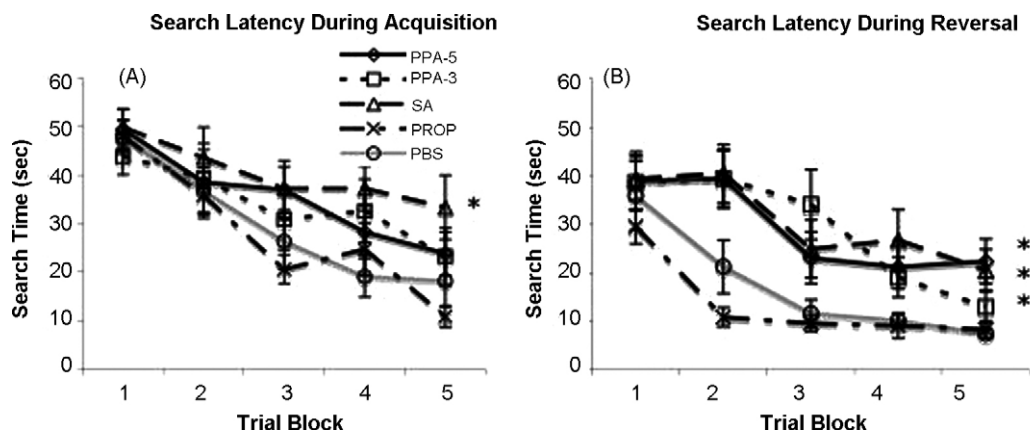 Search Latency During Acquisition
(A)
PPA-5
PPA-3
SA
PROP
PBS
60
50
40
30
20
10
0
Search Time (sec)
*
1 2 3 4 5
Trial Block
Search Latency During Reversal
(B)
60
50
40
30
20
10
0
Search Time (sec)
*
*
*
1 2 3 4 5
Trial Block